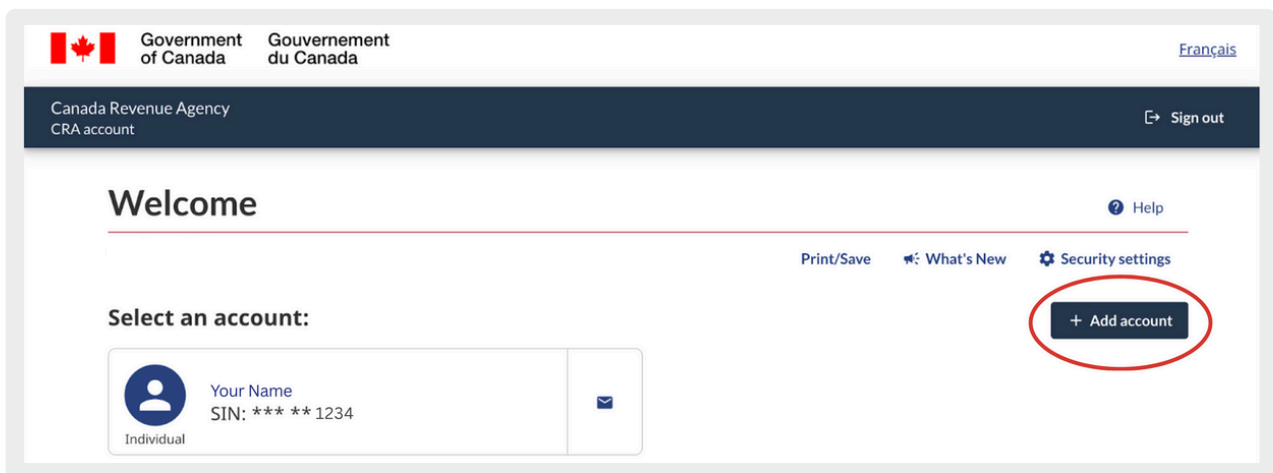 Government of Canada
Gouvernement du Canada
Français
Canada Revenue Agency
CRA account
Sign out
Welcome
Help
Print/Save
What's New
Security settings
Select an account:
+ Add account
Your Name
SIN: *** ** 1234
Individual